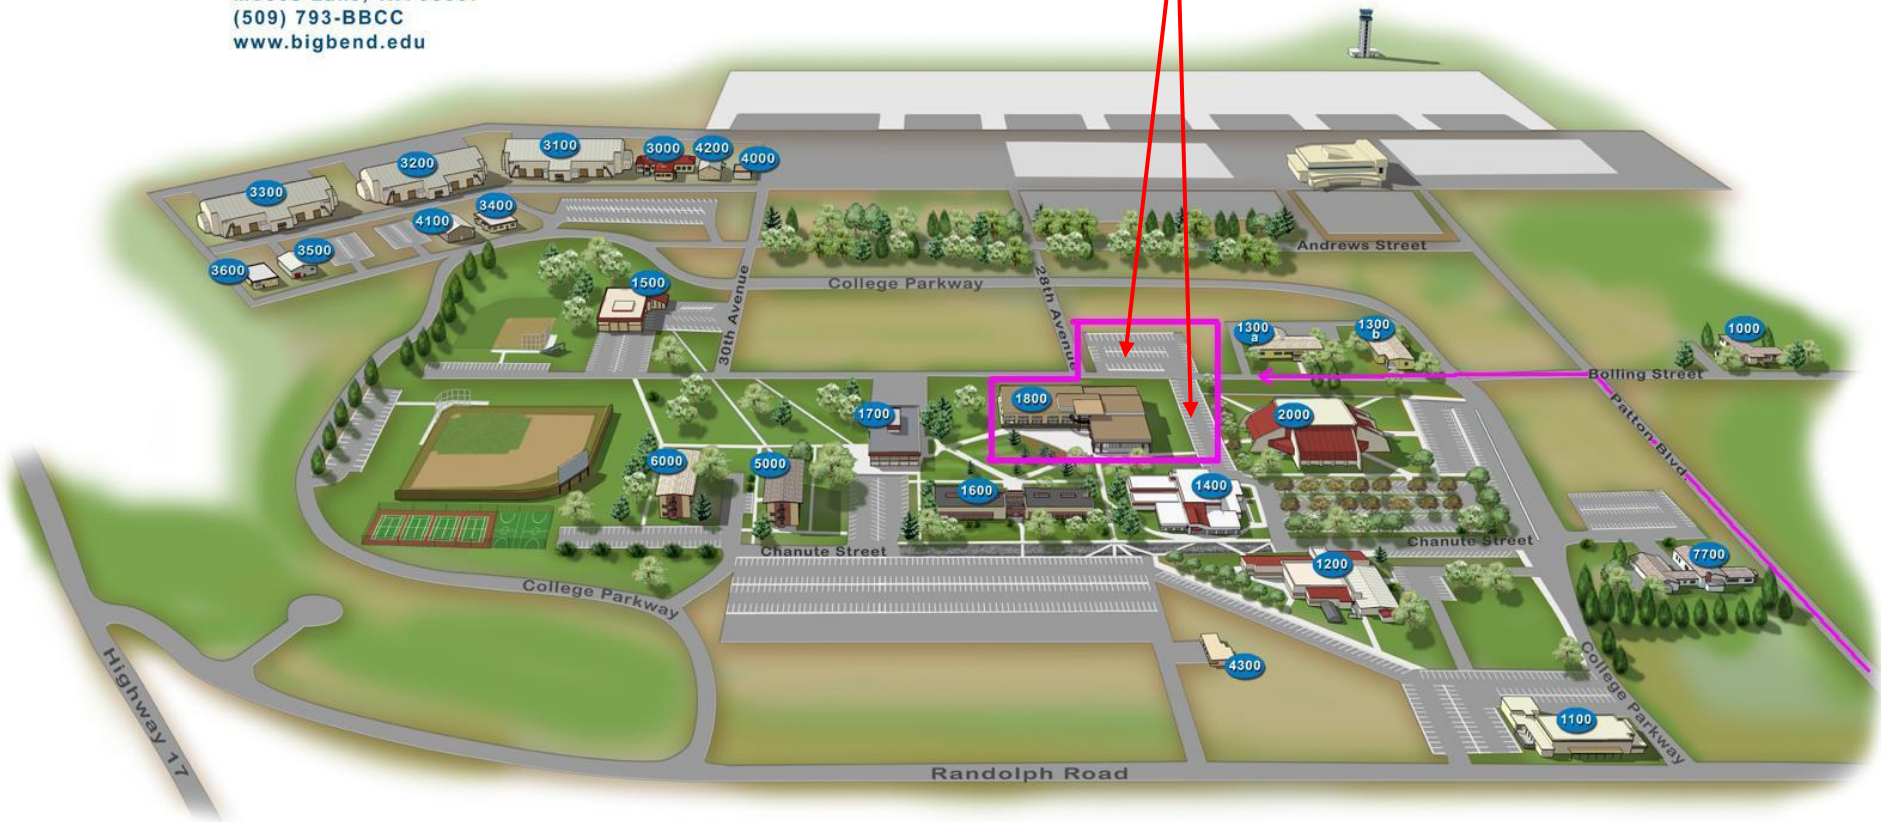 (509) 793-BBCC
www.bigbend.edu
3100
3000
4200
4000
3200
3300
3400
4100
3500
3600
Andrews Street
1500
College Parkway
30th Avenue
28th Avenue
1300
a
1300
b
1000
Bolling Street
1800
1700
2000
Patton Blvd.
6000
5000
1600
1400
Chanute Street
Chanute Street
7700
1200
College Parkway
4300
College Parkway
1100
Highway 17
Randolph Road